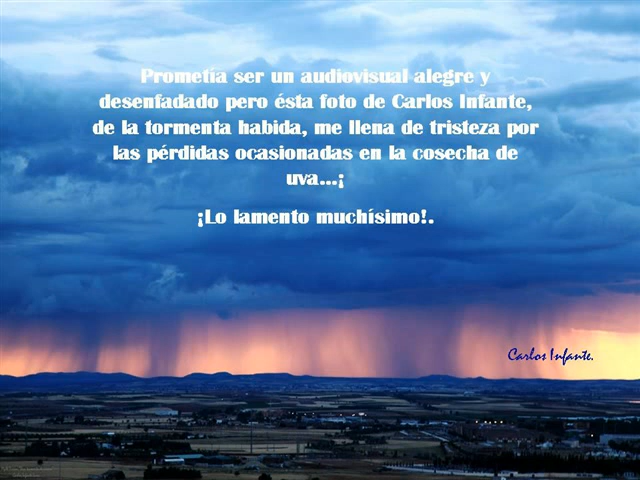 Prometía ser un audiovisual alegre y
desenfadado pero ésta foto de Carlos Infante,
de la tormenta habida, me llena de tristeza por
las pérdidas ocasionadas en la cosecha de
uva...¡
¡Lo lamento muchísimo!.
Carlos Infante.